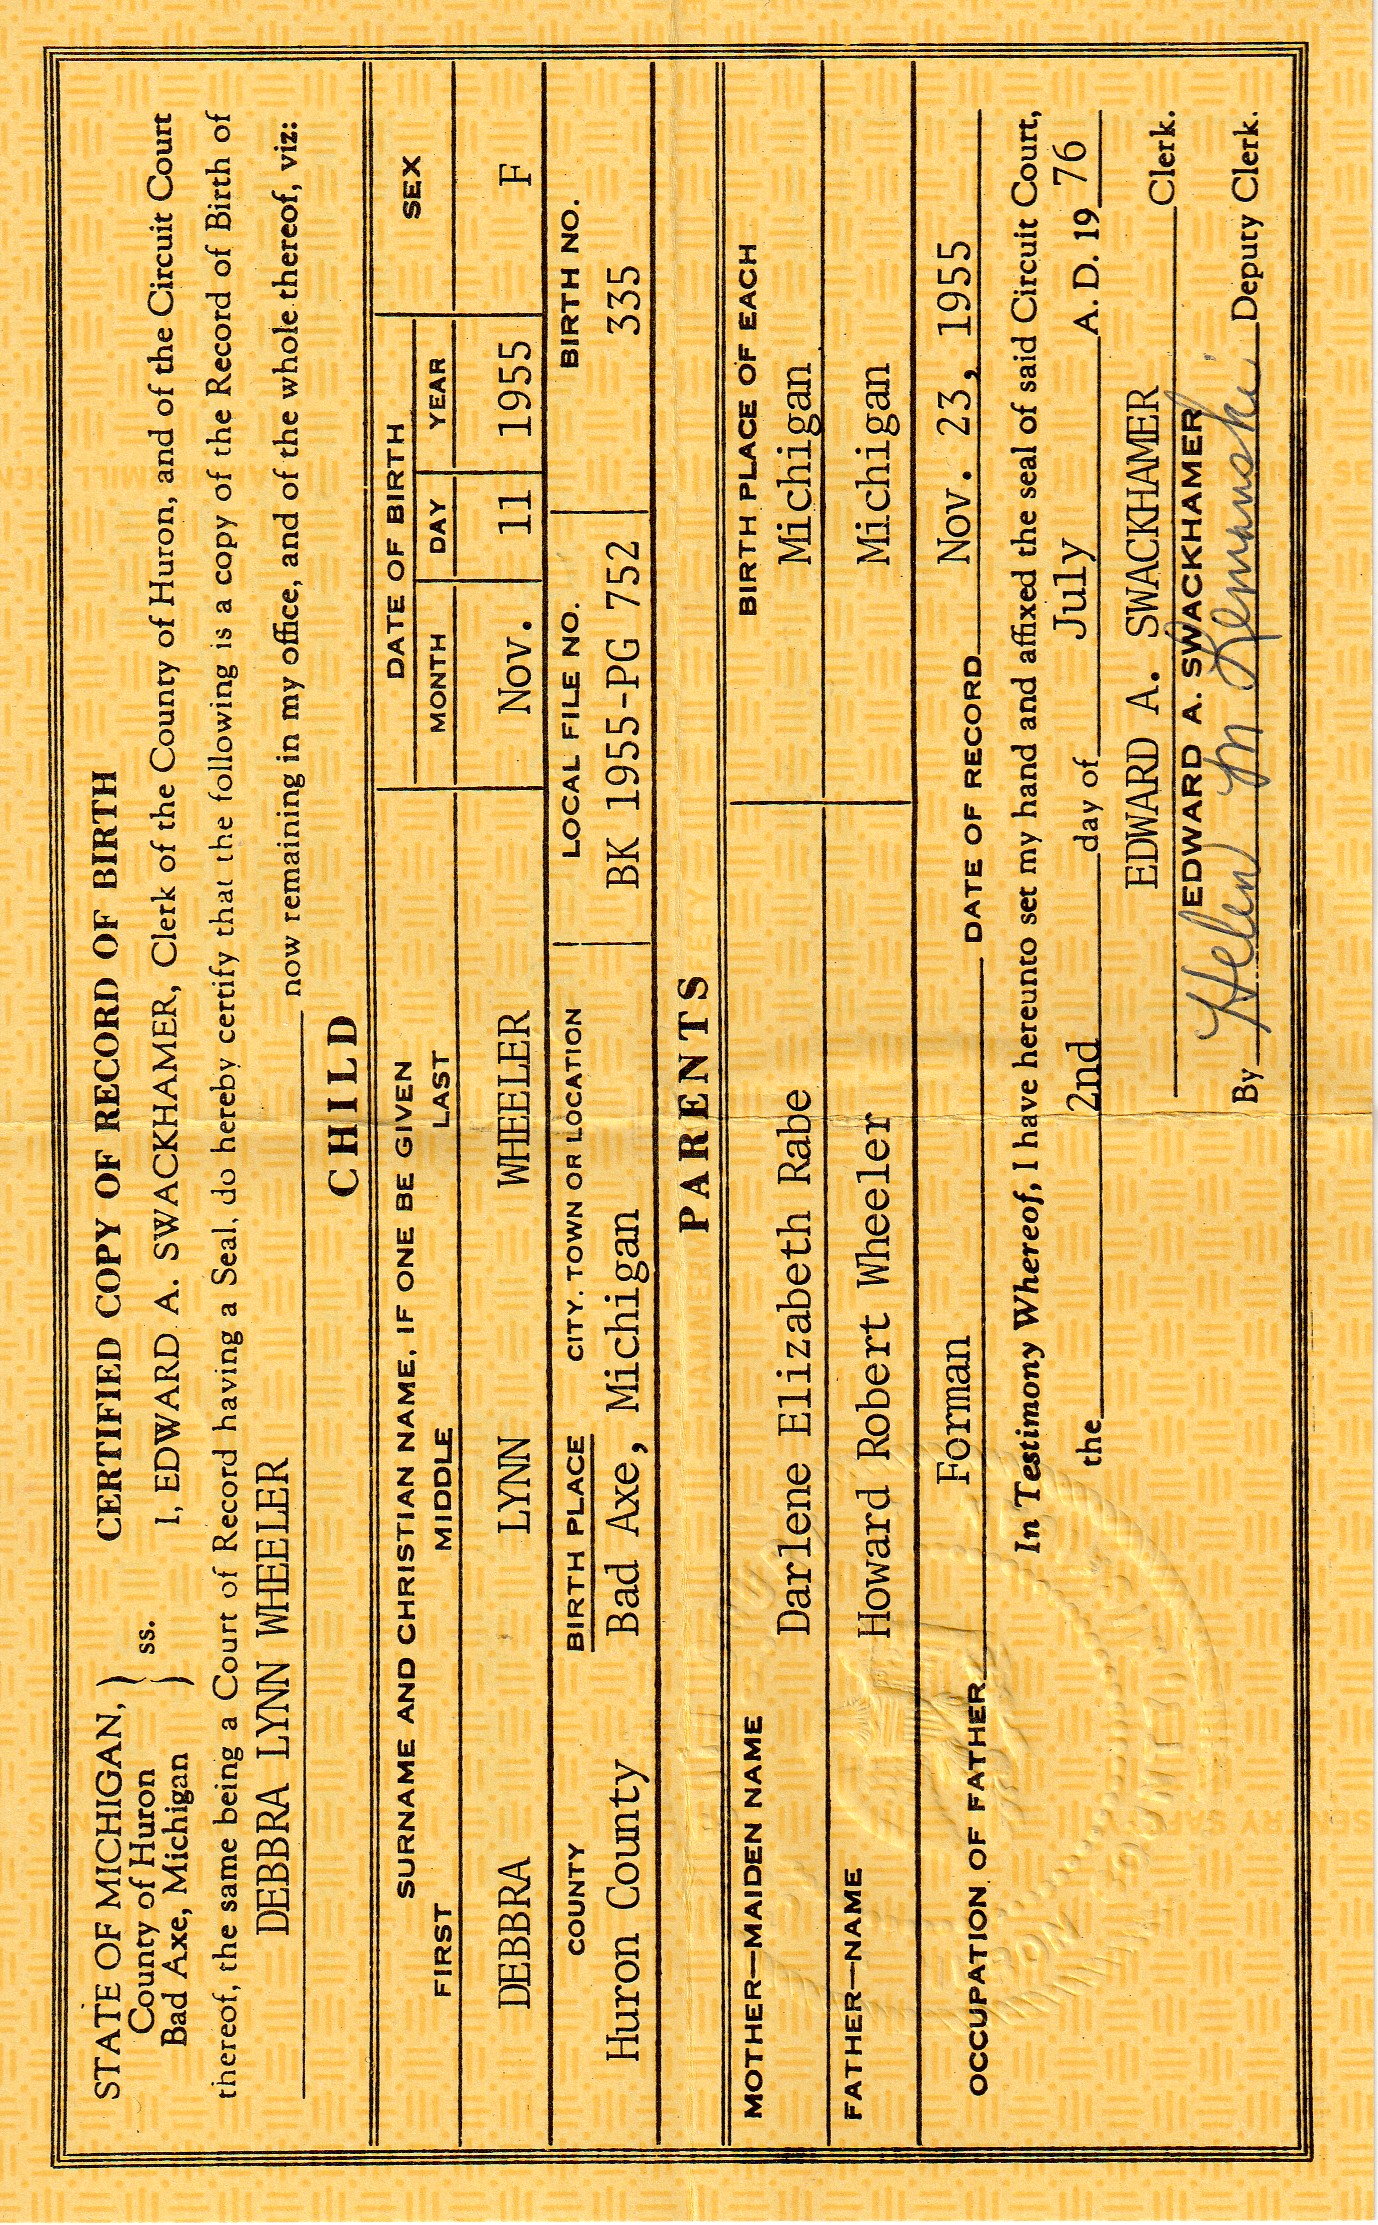 STATE OF MICHIGAN, } ss. CERTIFIED COPY OF RECORD OF BIRTH
County of Huron
Bad Axe, Michigan
I, EDWARD A. SWACKHAMER, Clerk of the County of Huron, and of the Circuit Court
thereof, the same being a Court of Record having a Seal, do hereby certify that the following is a copy of the Record of Birth of
DEBBRA LYNN WHEELER now remaining in my office, and of the whole thereof, viz:
CHILD
SURNAME AND CHRISTIAN NAME, IF ONE BE GIVEN DATE OF BIRTH SEX
FIRST MIDDLE LAST MONTH DAY YEAR
DEBBRA LYNN WHEELER Nov. 11 1955 F
COUNTY BIRTH PLACE CITY, TOWN OR LOCATION LOCAL FILE NO. BIRTH NO.
Huron County Bad Axe, Michigan BK 1955-PG 752 335
PARENTS
MOTHER—MAIDEN NAME BIRTH PLACE OF EACH
Darlene Elizabeth Rabe Michigan
FATHER—NAME
Howard Robert Wheeler Michigan
OCCUPATION OF FATHER Forman DATE OF RECORD Nov. 23, 1955
In Testimony Whereof, I have hereunto set my hand and affixed the seal of said Circuit Court,
the 2nd day of July A. D. 19 76
EDWARD A. SWACKHAMER Clerk.
EDWARD A. SWACKHAMER
By Helen M Deputy Clerk.